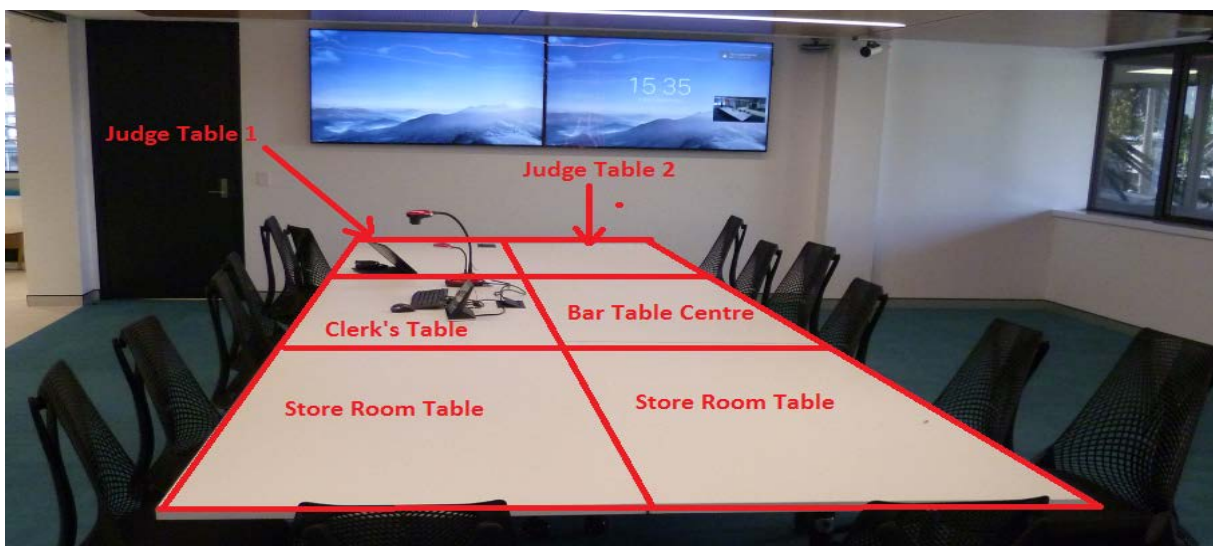 15 35
Judge Table 1
Judge Table 2
Clerk's Table
Bar Table Centre
Store Room Table
Store Room Table